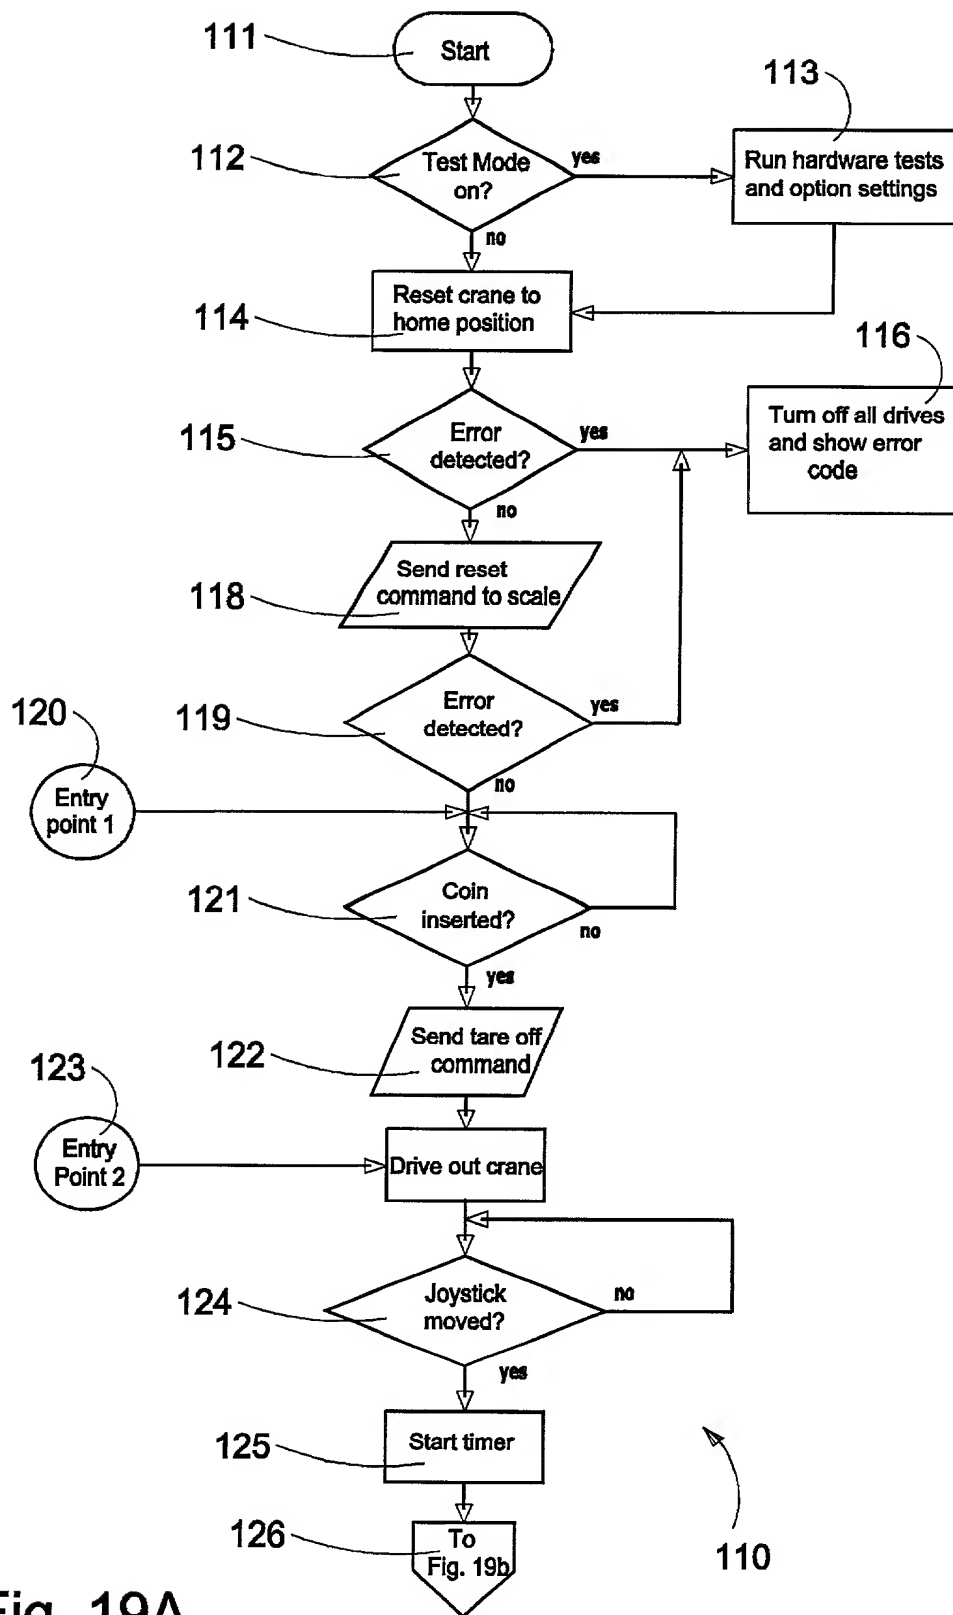 111
Start
113
112
Test Mode
on?
yes
Run hardware tests
and option settings
no
114
Reset crane to
home position
116
115
Error
detected?
yes
Turn off all drives
and show error
code
no
118
Send reset
command to scale
120
119
Error
detected?
yes
no
Entry
point 1
121
Coin
inserted?
no
yes
122
Send tare off
command
123
Entry
Point 2
Drive out crane
124
Joystick
moved?
no
yes
125
Start timer
126
To
Fig. 19b
110
Fig. 19A